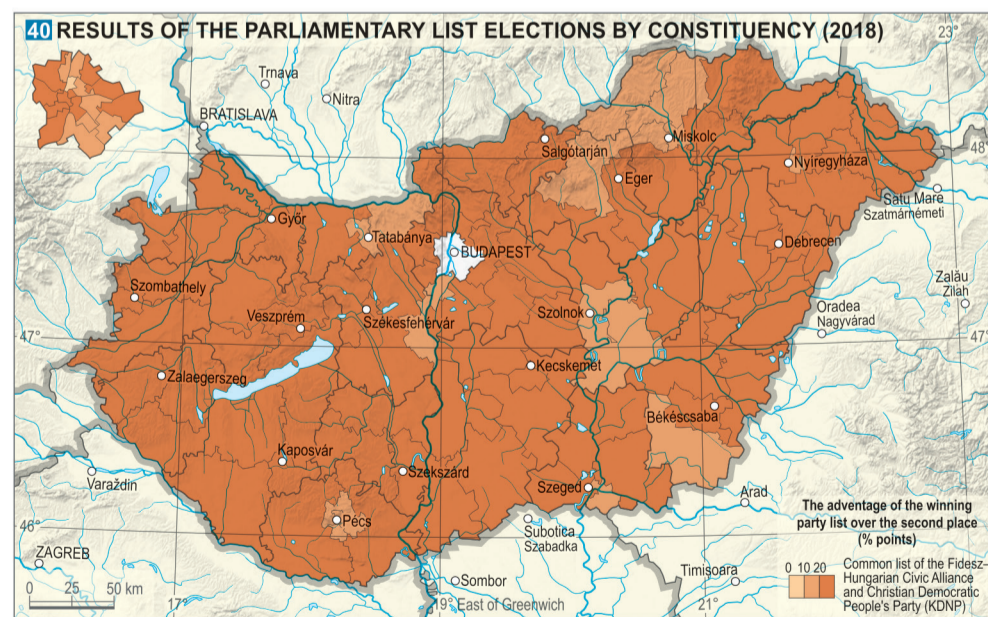 40 RESULTS OF THE PARLIAMENTARY LIST ELECTIONS BY CONSTITUENCY (2018)
23°
Trnava
Nitra
BRATISLAVA
Salgótarján
Miskolc
48°
Nyíregyháza
Eger
Satu Mare
Szatmárnémeti
Győr
Tatabánya
BUDAPEST
Debrecen
Szombathely
Zalău
Zilah
Veszprém
Székesfehérvár
Szolnok
Oradea
Nagyvárad
47°
47°
Zalaegerszeg
Kecskemét
Békéscsaba
Kaposvár
Szekszárd
Szeged
Varaždin
Arad
46°
Pécs
Subotica
Szabadka
ZAGREB
Sombor
Timisoara
The advantage of the winning
party list over the second place
(% points)
0 10 20
Common list of the Fidesz–
Hungarian Civic Alliance
and Christian Democratic
People's Party (KDNP)
0 25 50 km
17°
19° East of Greenwich
21°